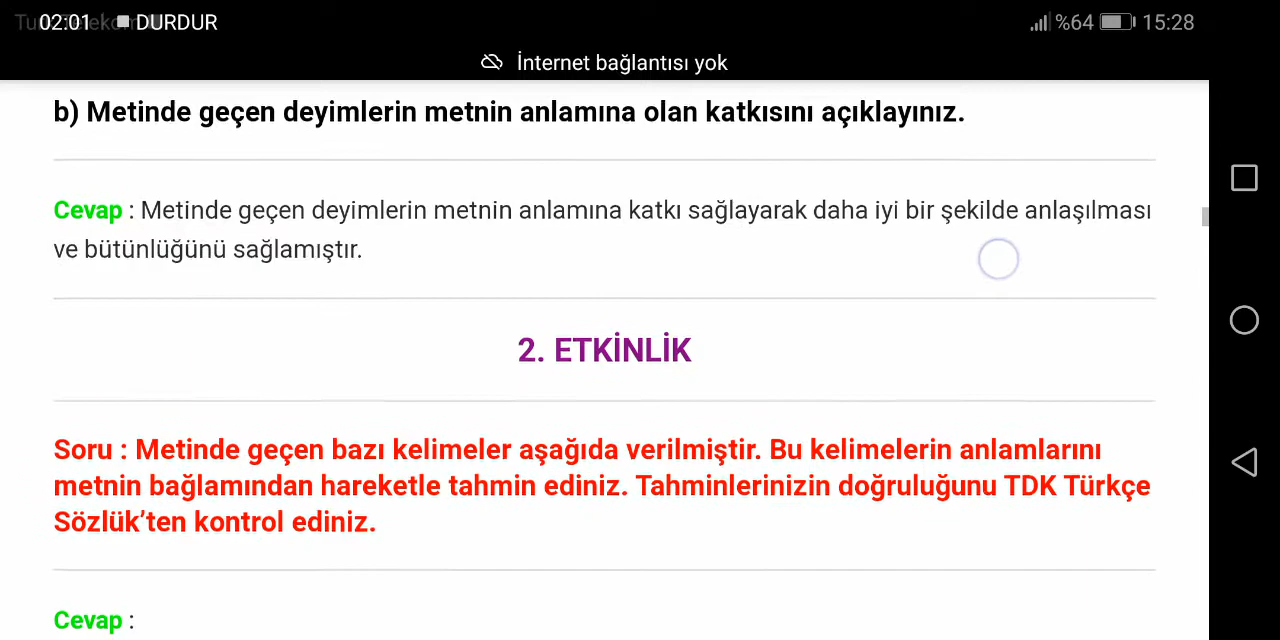 02:01 DURDUR %64 15:28
İnternet bağlantısı yok
b) Metinde geçen deyimlerin metnin anlamına olan katkısını açıklayınız.
Cevap : Metinde geçen deyimlerin metnin anlamına katkı sağlayarak daha iyi bir şekilde anlaşılması
ve bütünlüğünü sağlamıştır.
2. ETKİNLİK
Soru : Metinde geçen bazı kelimeler aşağıda verilmiştir. Bu kelimelerin anlamlarını
metnin bağlamından hareketle tahmin ediniz. Tahminlerinizin doğruluğunu TDK Türkçe
Sözlük’ten kontrol ediniz.
Cevap :